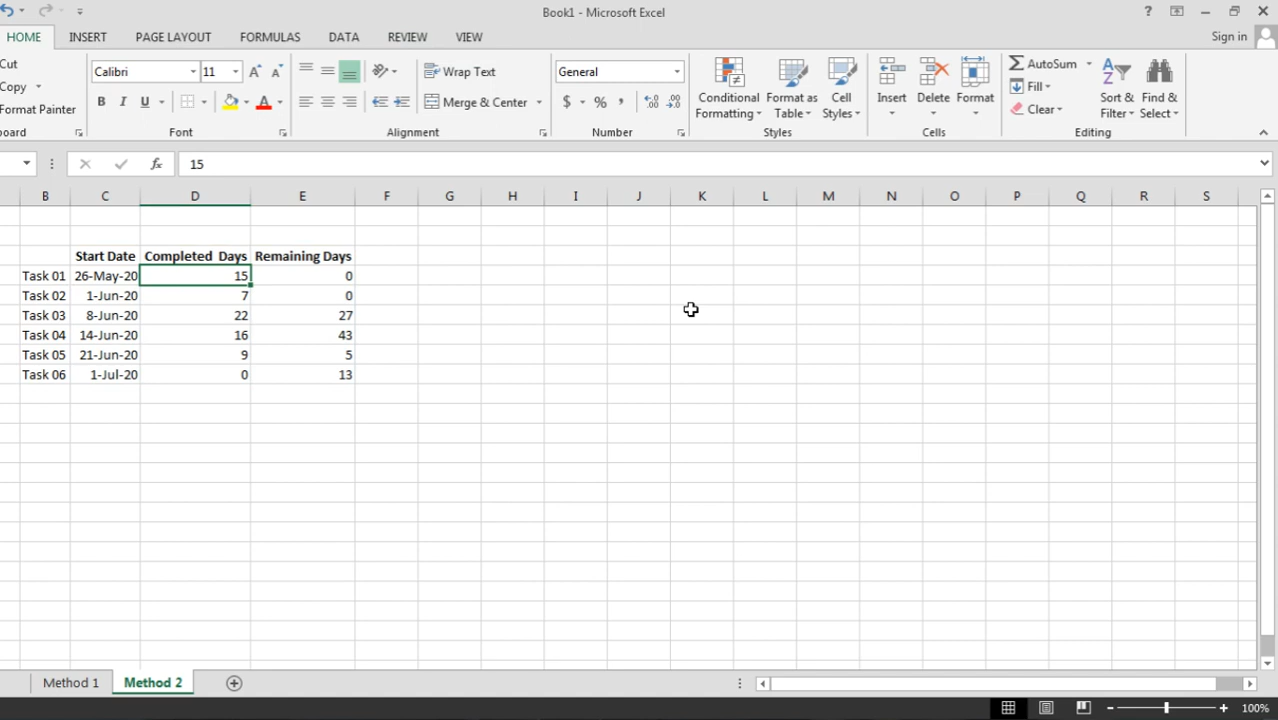 Book1 - Microsoft Excel
?
HOME INSERT PAGE LAYOUT FORMULAS DATA REVIEW VIEW
Sign in
Cut
Copy
Format Painter
Calibri 11
B I U A
Wrap Text
Merge & Center
General
$ % ,
Conditional Formatting
Format as Table
Cell Styles
Insert
Delete
Format
AutoSum
Fill
Clear
Sort & Filter
Find & Select
oard Font Alignment Number Styles Cells Editing
fx 15
B C D E F G H I J K L M N O P Q R S
Start Date Completed Days Remaining Days
Task 01 26-May-20 15 0
Task 02 1-Jun-20 7 0
Task 03 8-Jun-20 22 27
Task 04 14-Jun-20 16 43
Task 05 21-Jun-20 9 5
Task 06 1-Jul-20 0 13
Method 1 Method 2
100%